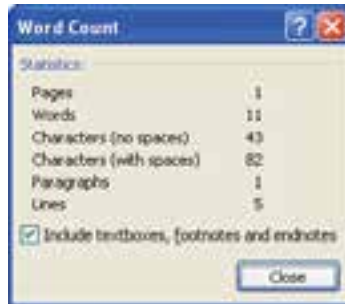 Word Count
Statistics:
Pages 1
Words 11
Characters (no spaces) 43
Characters (with spaces) 82
Paragraphs 1
Lines 5
Include textboxes, footnotes and endnotes
Close